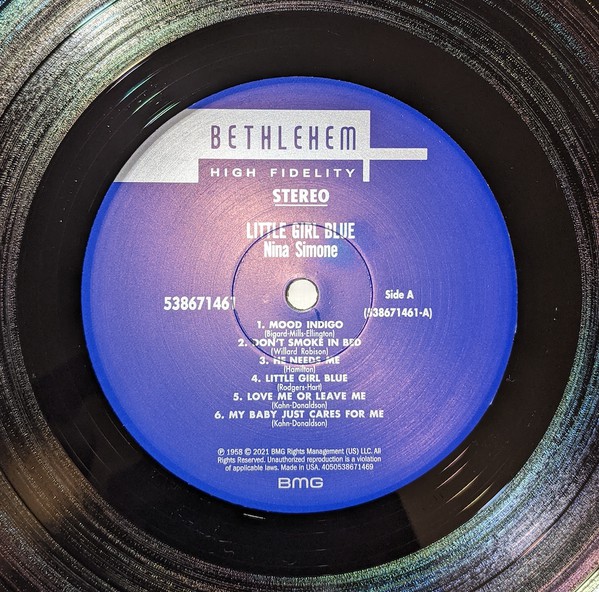 BETHLEHEM
HIGH FIDELITY
STEREO
LITTLE GIRL BLUE
Nina Simone
538671461
Side A
(538671461-A)
1. MOOD INDIGO
(Bigard-Mills-Ellington)
2. DON'T SMOKE IN BED
(Willard Robison)
3. HE NEEDS ME
(Hamilton)
4. LITTLE GIRL BLUE
(Rodgers-Hart)
5. LOVE ME OR LEAVE ME
(Kahn-Donaldson)
6. MY BABY JUST CARES FOR ME
(Kahn-Donaldson)
℗ 1958 © 2021 BMG Rights Management (US) LLC. All
Rights Reserved. Unauthorized reproduction is a violation
of applicable laws. Made in USA. 4050538671469
BMG